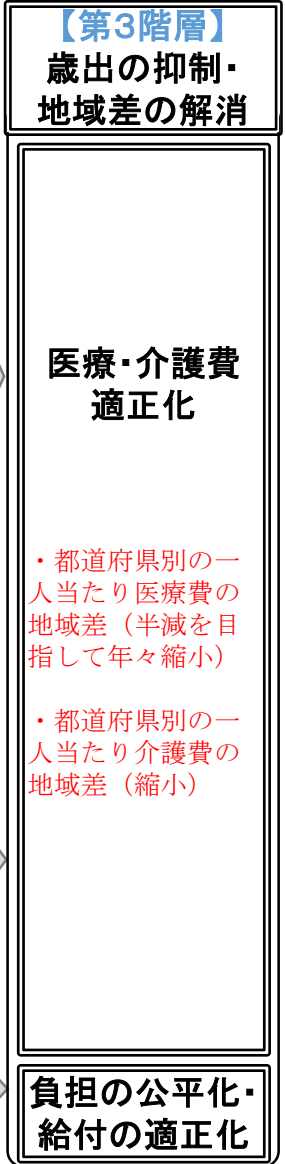 【第3階層】
歳出の抑制・
地域差の解消
医療・介護費
適正化
・都道府県別の一
人当たり医療費の
地域差（半減を目
指して年々縮小）
・都道府県別の一
人当たり介護費の
地域差（縮小）
負担の公平化・
給付の適正化